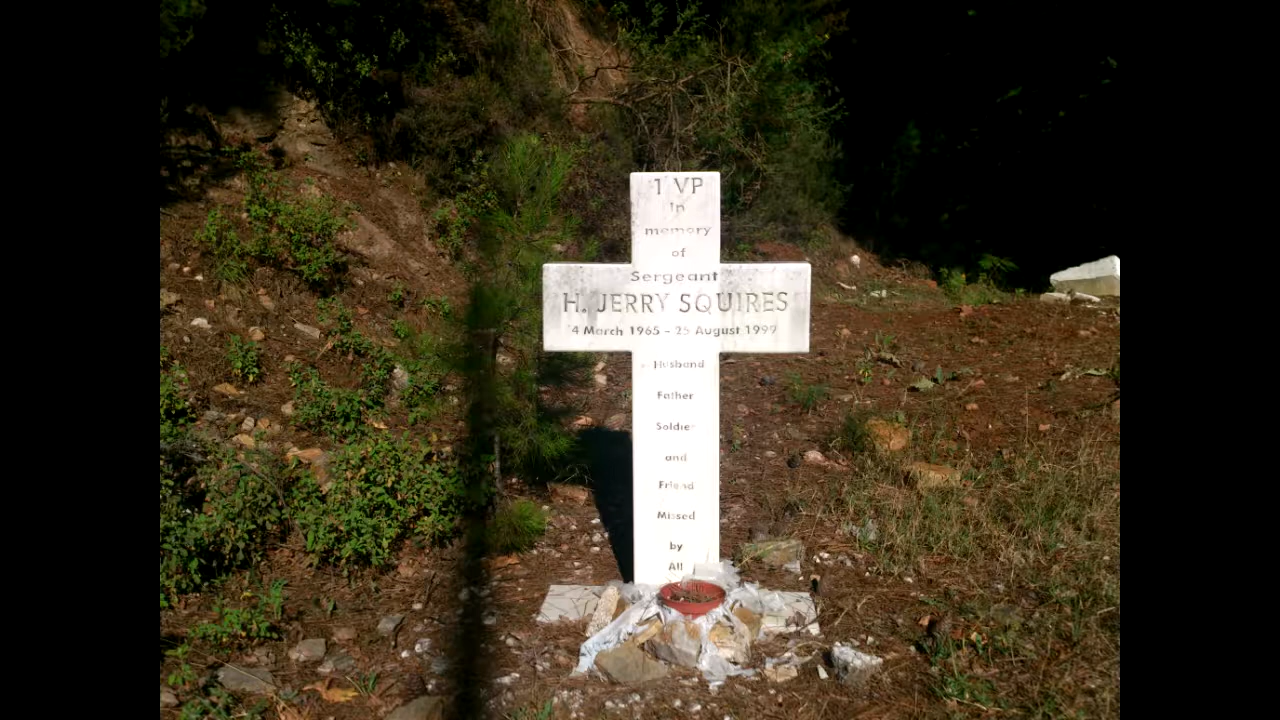 1 VP
In
memory
of
Sergeant
H. JERRY SQUIRES
4 March 1965 - 25 August 1999
Husband
Father
Soldier
and
Friend
Missed
by
All